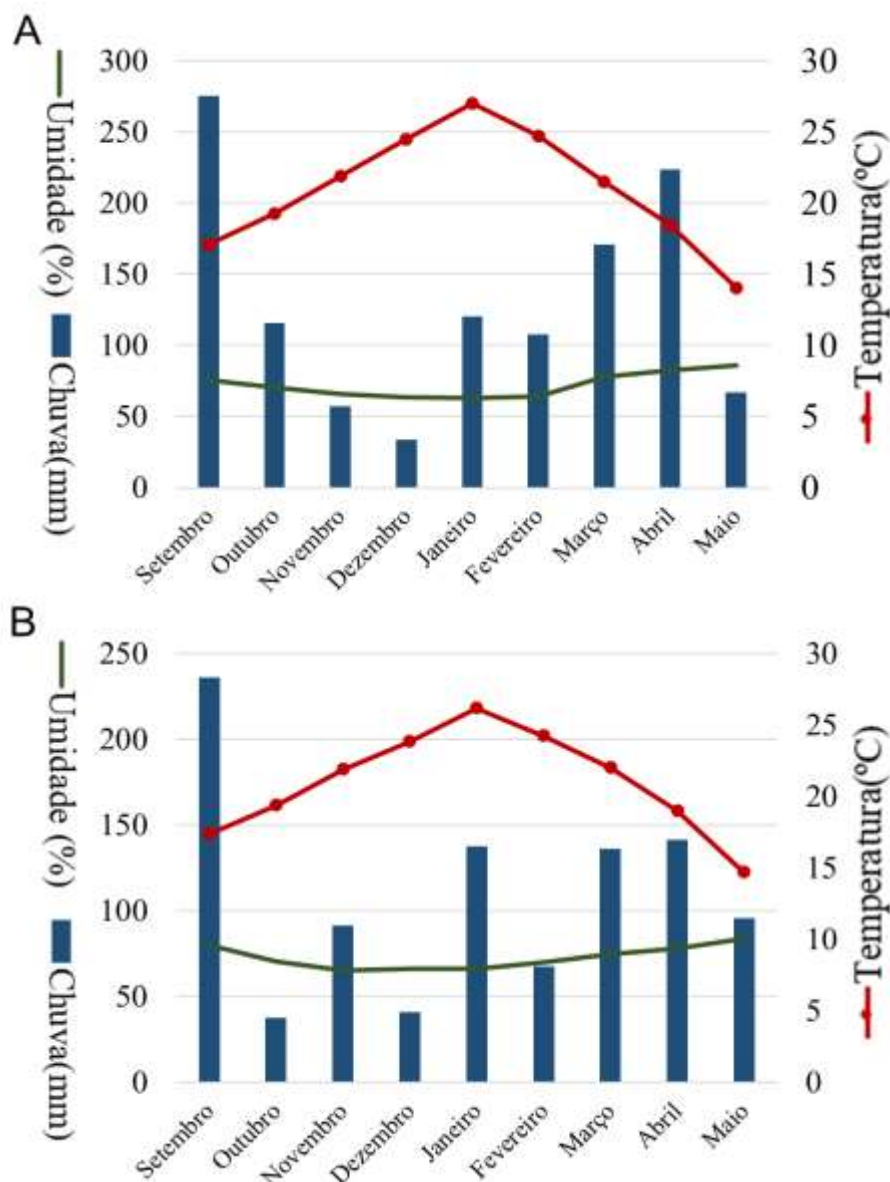 A
Umidade (%) Chuva(mm)
300
250
200
150
100
50
0
30
25
20
15
10
5
0
Temperatura(ºC)
Setembro
Outubro
Novembro
Dezembro
Janeiro
Fevereiro
Março
Abril
Maio
B
Umidade (%) Chuva(mm)
250
200
150
100
50
0
30
25
20
15
10
5
0
Temperatura(ºC)
Setembro
Outubro
Novembro
Dezembro
Janeiro
Fevereiro
Março
Abril
Maio